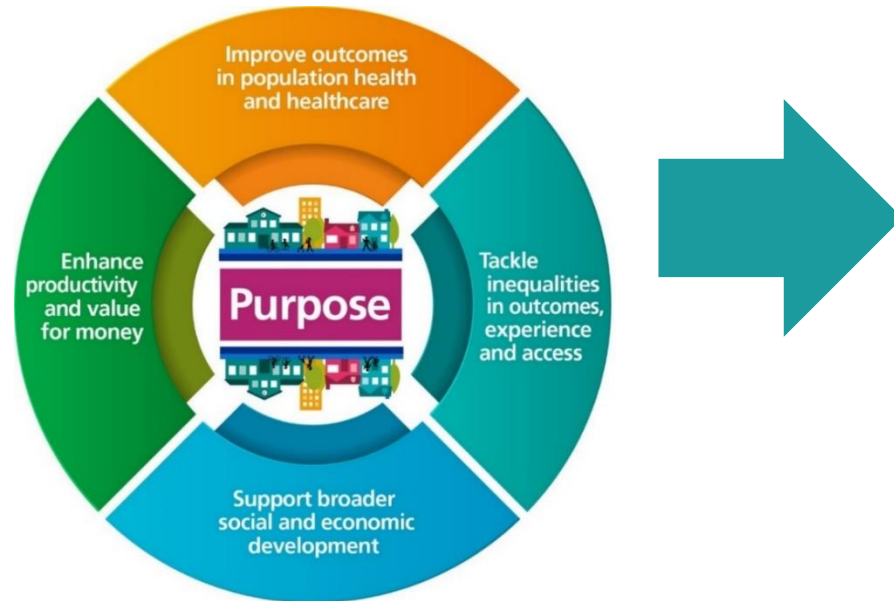 Improve outcomes
in population health
and healthcare
Tackle
inequalities
in outcomes,
experience
and access
Support broader
social and economic
development
Enhance
productivity
and value
for money
Purpose